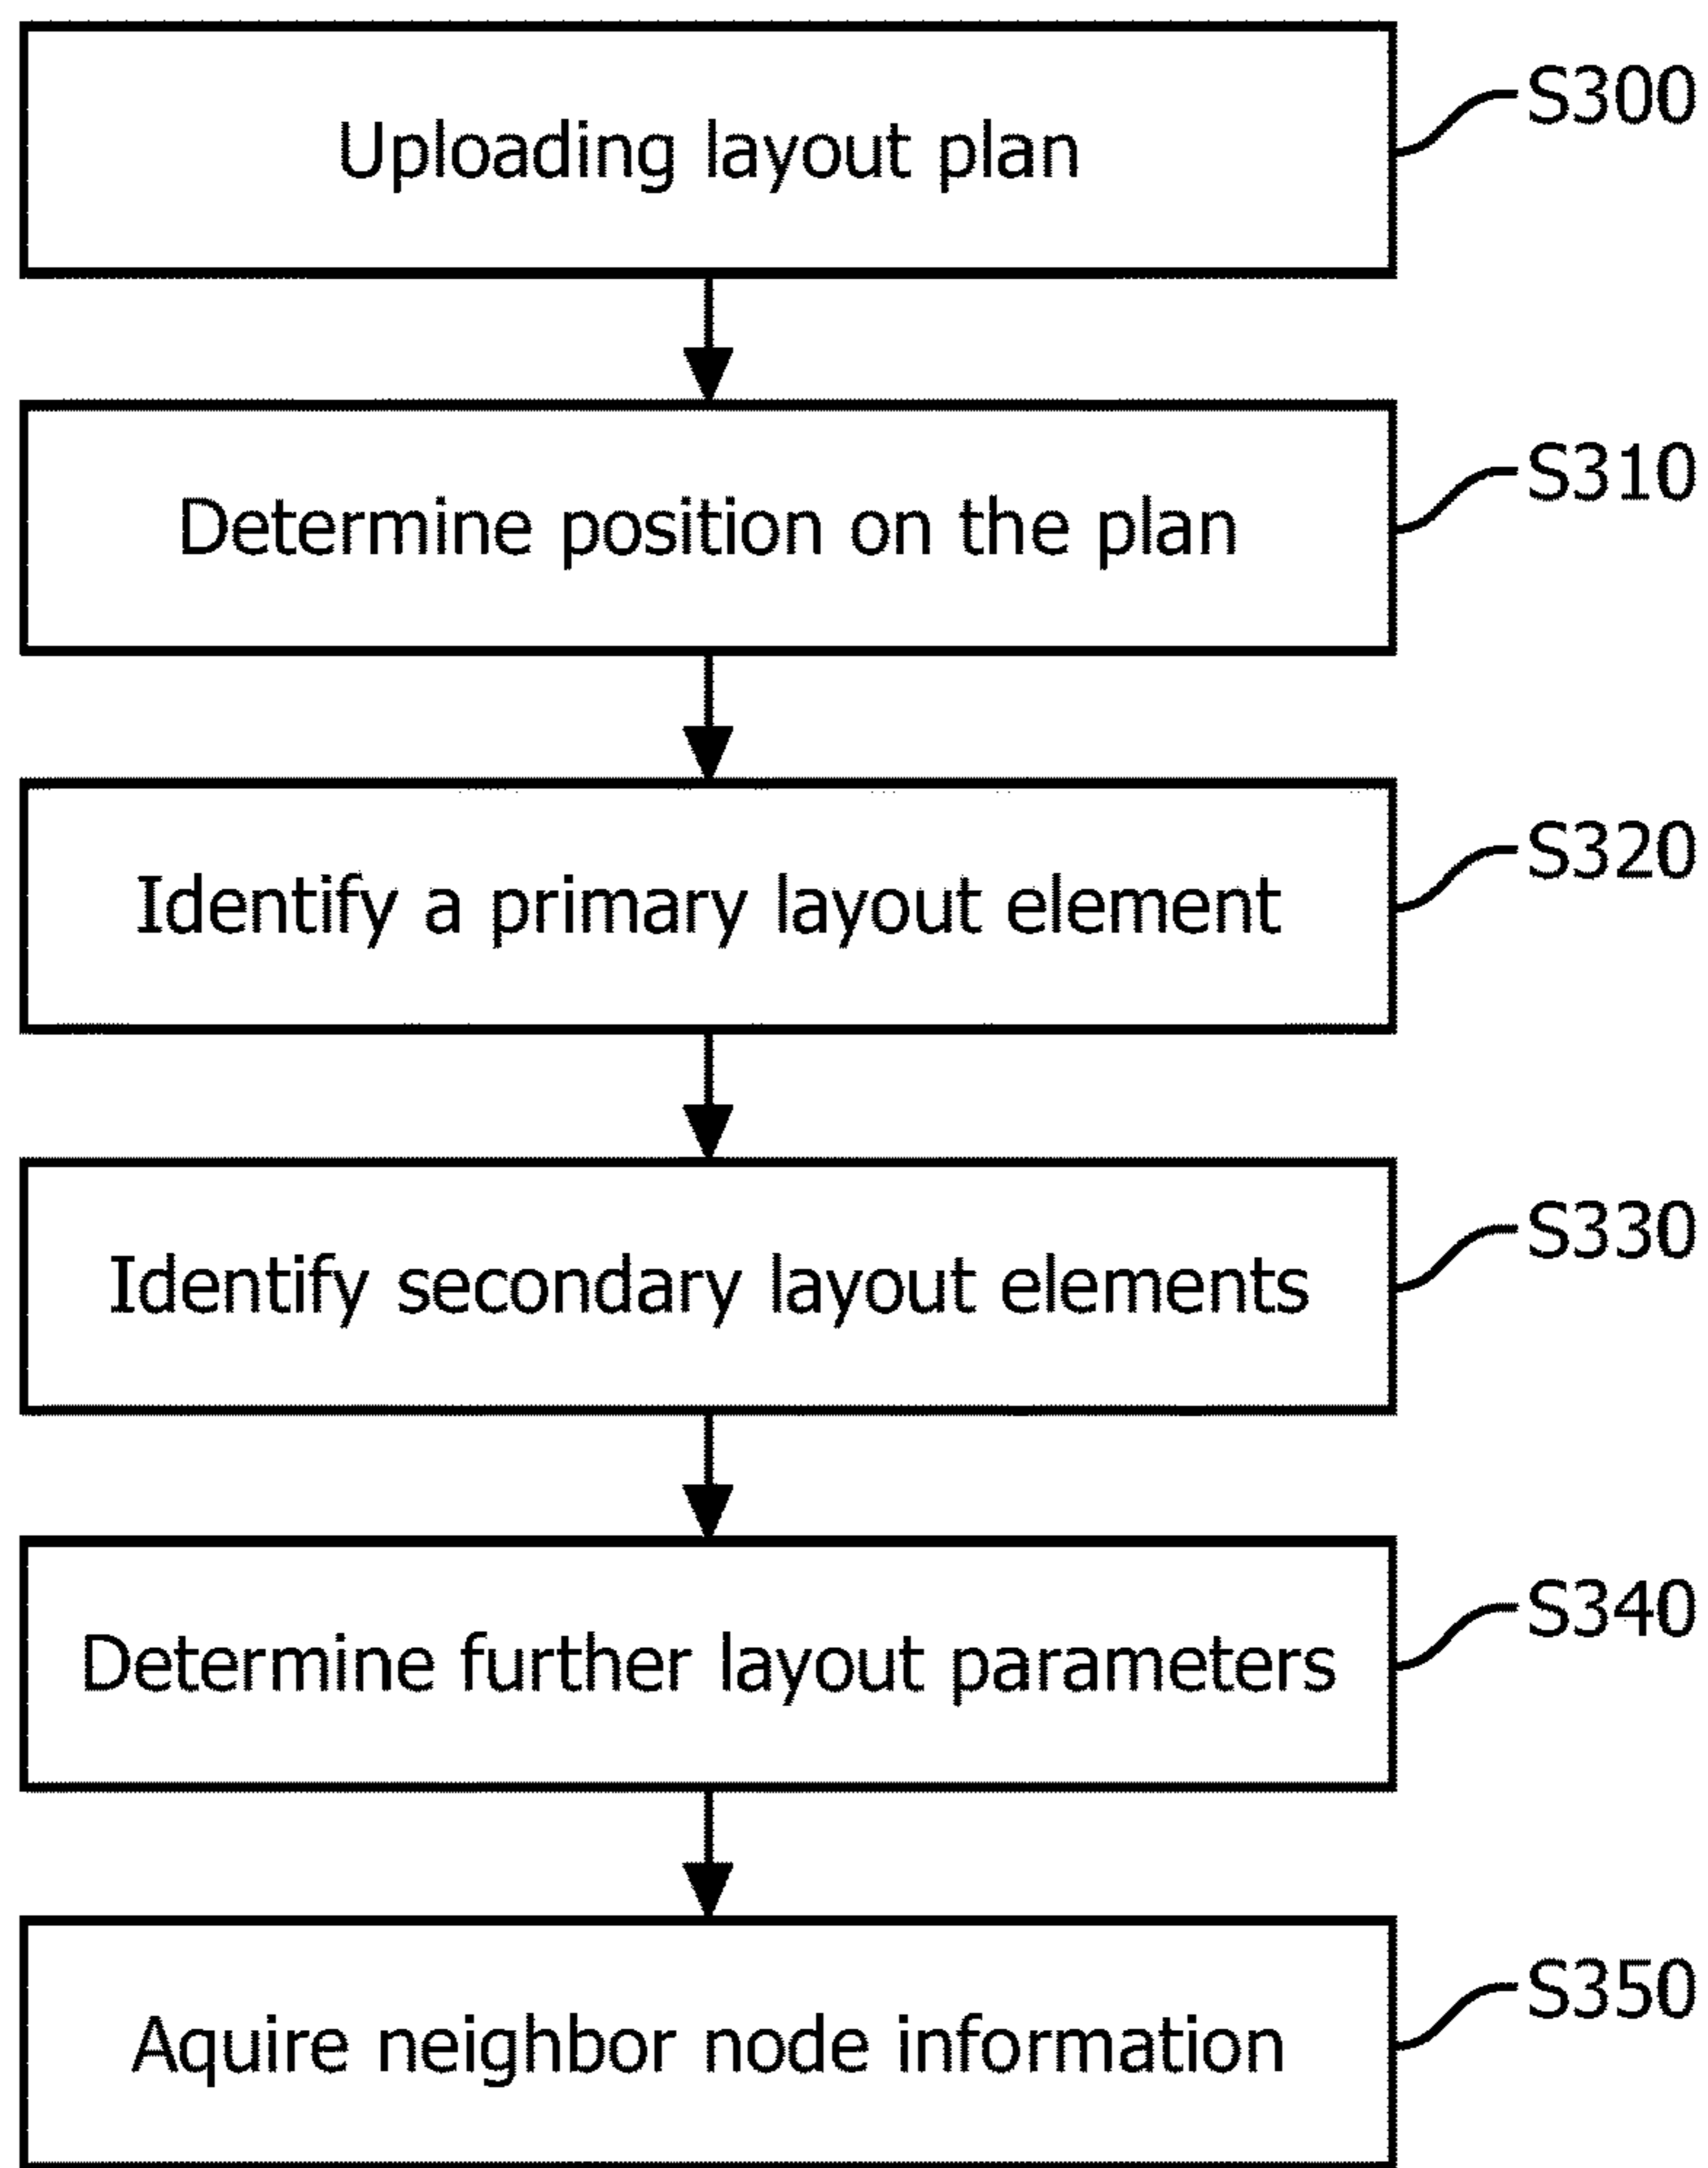 Uploading layout plan
S300
Determine position on the plan
S310
Identify a primary layout element
S320
Identify secondary layout elements
S330
Determine further layout parameters
S340
Aquire neighbor node information
S350